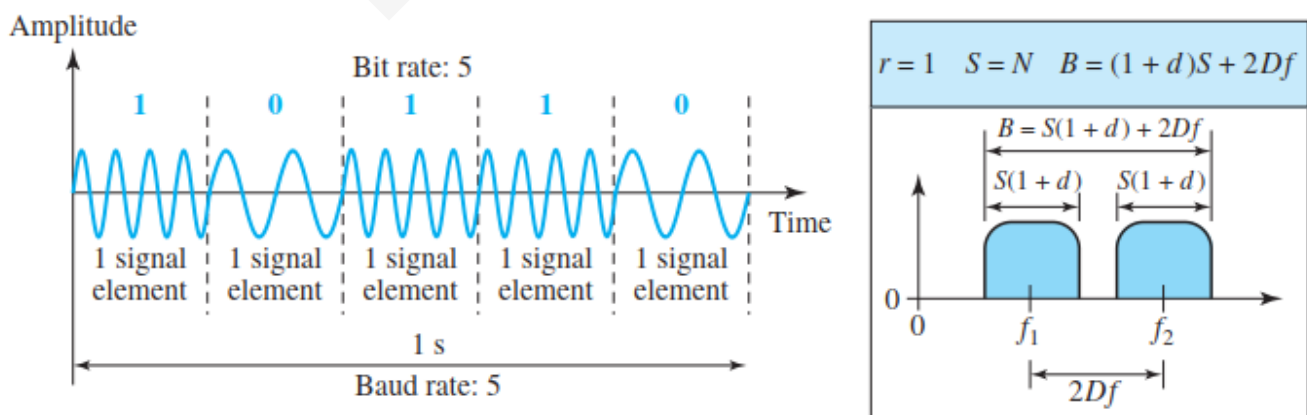 Amplitude
Bit rate: 5
1 0 1 1 0
Time
1 signal element
1 signal element
1 signal element
1 signal element
1 signal element
1 s
Baud rate: 5
r = 1 S = N B = (1 + d)S + 2Df
B = S(1 + d) + 2Df
S(1 + d) S(1 + d)
0
0 f₁ f₂
2Df